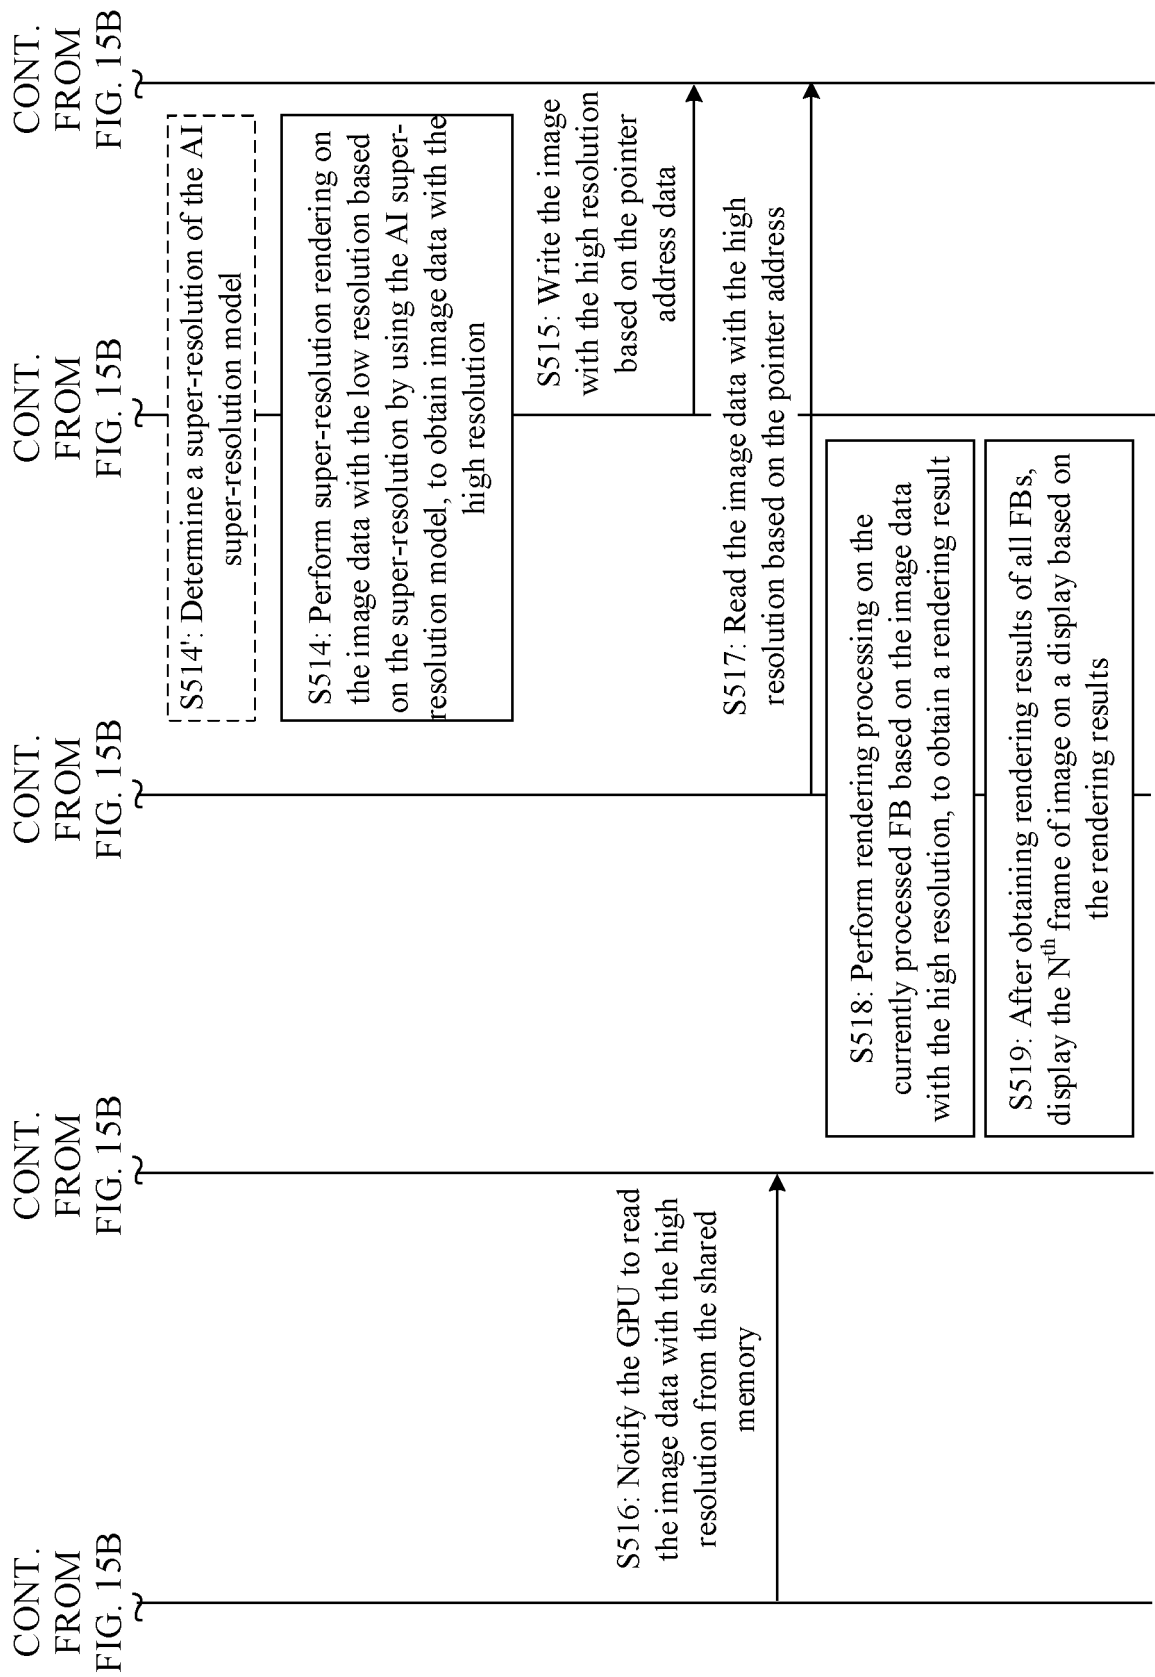 CONT.
FROM
FIG. 15B
CONT.
FROM
FIG. 15B
CONT.
FROM
FIG. 15B
CONT.
FROM
FIG. 15B
CONT.
FROM
FIG. 15B
S514': Determine a super-resolution of the AI
super-resolution model
S514: Perform super-resolution rendering on
the image data with the low resolution based
on the super-resolution by using the AI super-
resolution model, to obtain image data with the
high resolution
S515: Write the image
with the high resolution
based on the pointer
address data
S516: Notify the GPU to read
the image data with the high
resolution from the shared
memory
S517: Read the image data with the high
resolution based on the pointer address
S518: Perform rendering processing on the
currently processed FB based on the image data
with the high resolution, to obtain a rendering result
S519: After obtaining rendering results of all FBs,
display the Nth frame of image on a display based on
the rendering results